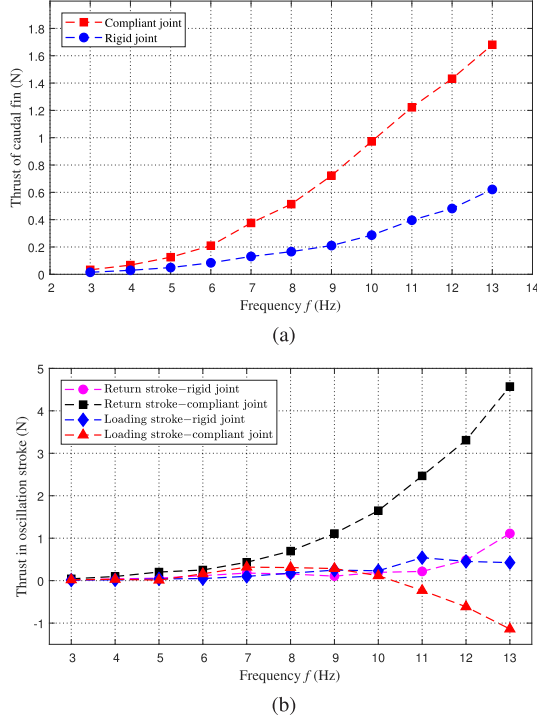 1.8
1.6
1.4
1.2
1
0.8
0.6
0.4
0.2
0
Thrust of caudal fin (N)
Compliant joint
Rigid joint
2 3 4 5 6 7 8 9 10 11 12 13 14
Frequency f (Hz)
(a)
5
4
3
2
1
0
-1
Thrust in oscillation stroke (N)
Return stroke−rigid joint
Return stroke−compliant joint
Loading stroke−rigid joint
Loading stroke−compliant joint
3 4 5 6 7 8 9 10 11 12 13
Frequency f (Hz)
(b)